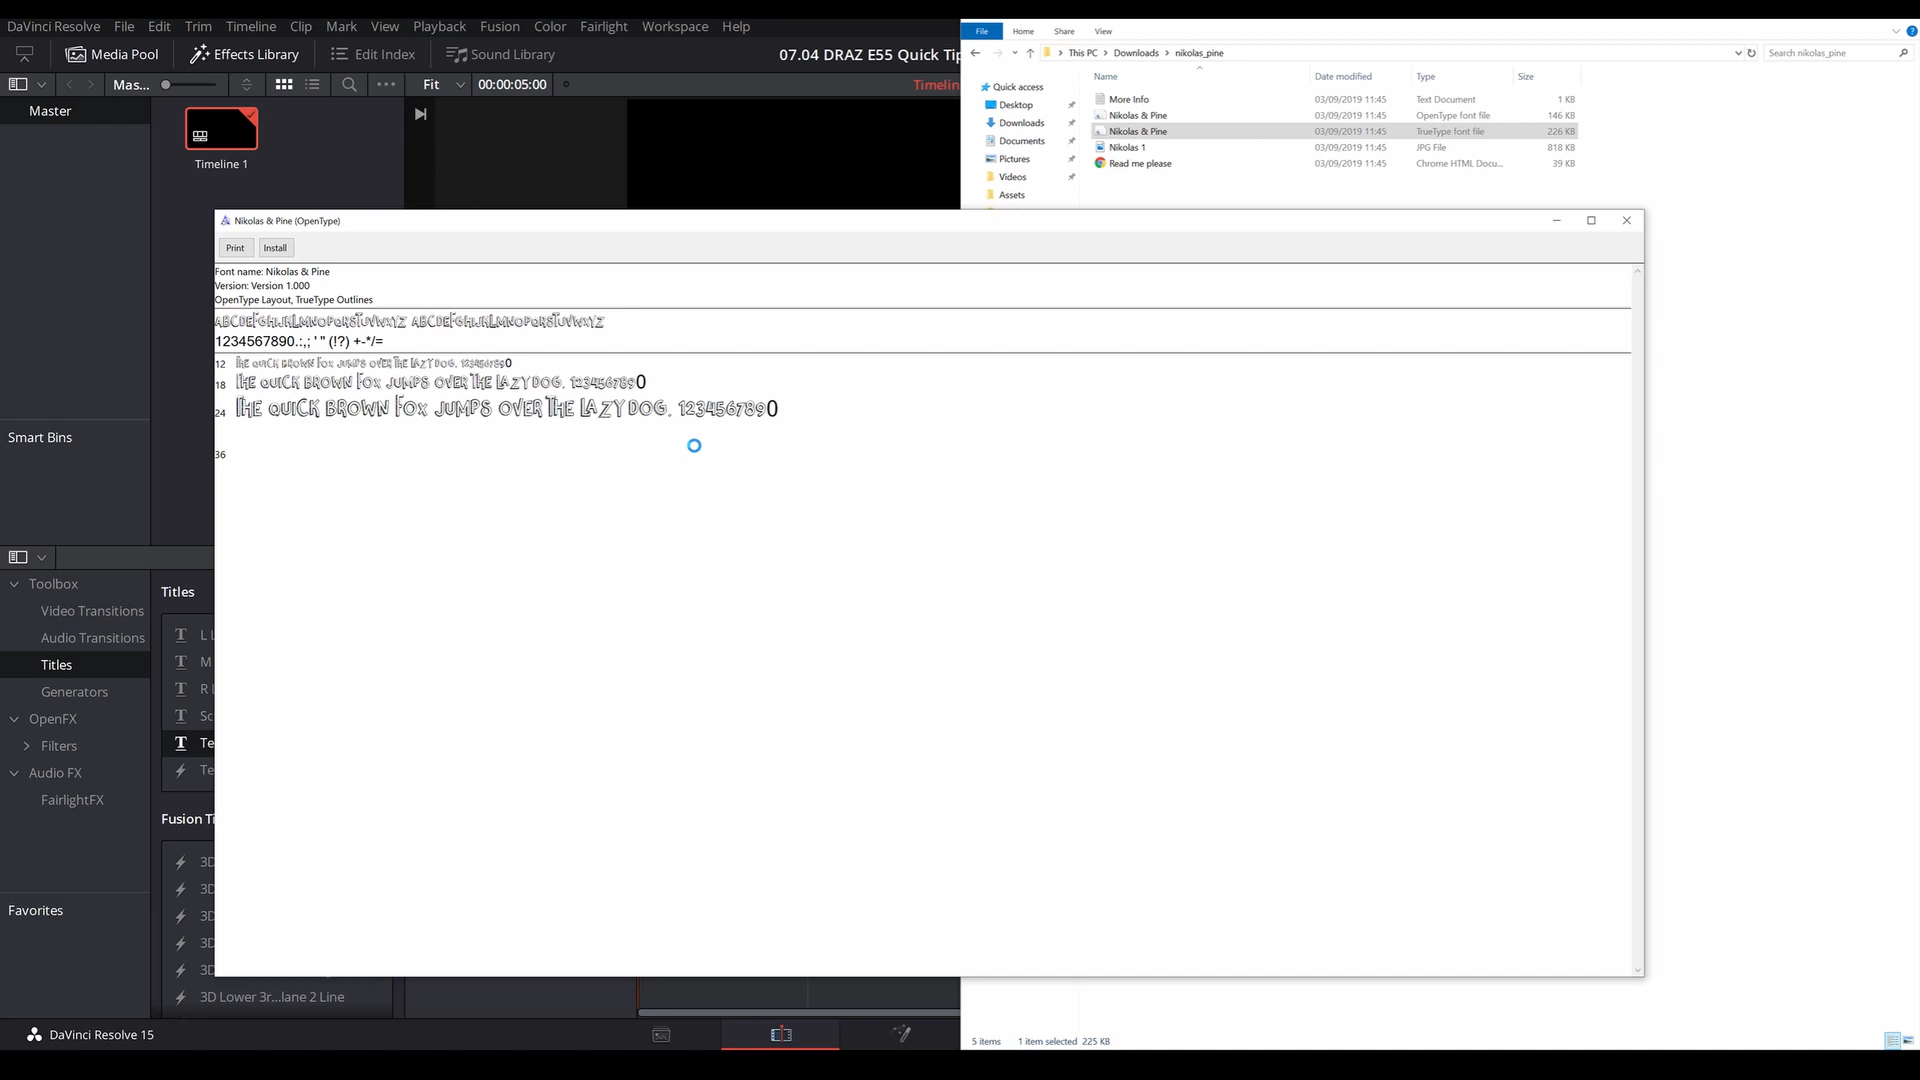 DaVinci Resolve File Edit Trim Timeline Clip Mark View Playback Fusion Color Fairlight Workspace Help
Media Pool Effects Library Edit Index Sound Library 07.04 DRAZ E55 Quick Tip
Mas... Fit 00:00:05:00 Timelin
Master
Timeline 1
Smart Bins
Toolbox
Video Transitions
Audio Transitions
Titles
Generators
OpenFX
Filters
Audio FX
FairlightFX
Favorites
Titles
L L
M
R L
Sc
Te
Te
Fusion Ti
3D
3D
3D
3D
3D
3D Lower 3r...lane 2 Line
DaVinci Resolve 15
File Home Share View
This PC Downloads nikolas_pine
Search nikolas_pine
Name Date modified Type Size
More Info 03/09/2019 11:45 Text Document 1 KB
Nikolas & Pine 03/09/2019 11:45 OpenType font file 146 KB
Nikolas & Pine 03/09/2019 11:45 TrueType font file 226 KB
Nikolas 1 03/09/2019 11:45 JPG File 818 KB
Read me please 03/09/2019 11:45 Chrome HTML Docu... 39 KB
Quick access
Desktop
Downloads
Documents
Pictures
Videos
Assets
Nikolas & Pine (OpenType)
Print Install
Font name: Nikolas & Pine
Version: Version 1.000
OpenType Layout, TrueType Outlines
ABCDEFGHIJKLMNOPQRSTUVWXYZ ABCDEFGHIJKLMNOPQRSTUVWXYZ
1234567890.:,; ' " (!?) +-*/=
12 THE QUICK BROWN FOX JUMPS OVER THE LAZY DOG. 1234567890
18 THE QUICK BROWN FOX JUMPS OVER THE LAZY DOG. 1234567890
24 THE QUICK BROWN FOX JUMPS OVER THE LAZY DOG. 1234567890
36
5 items 1 item selected 225 KB